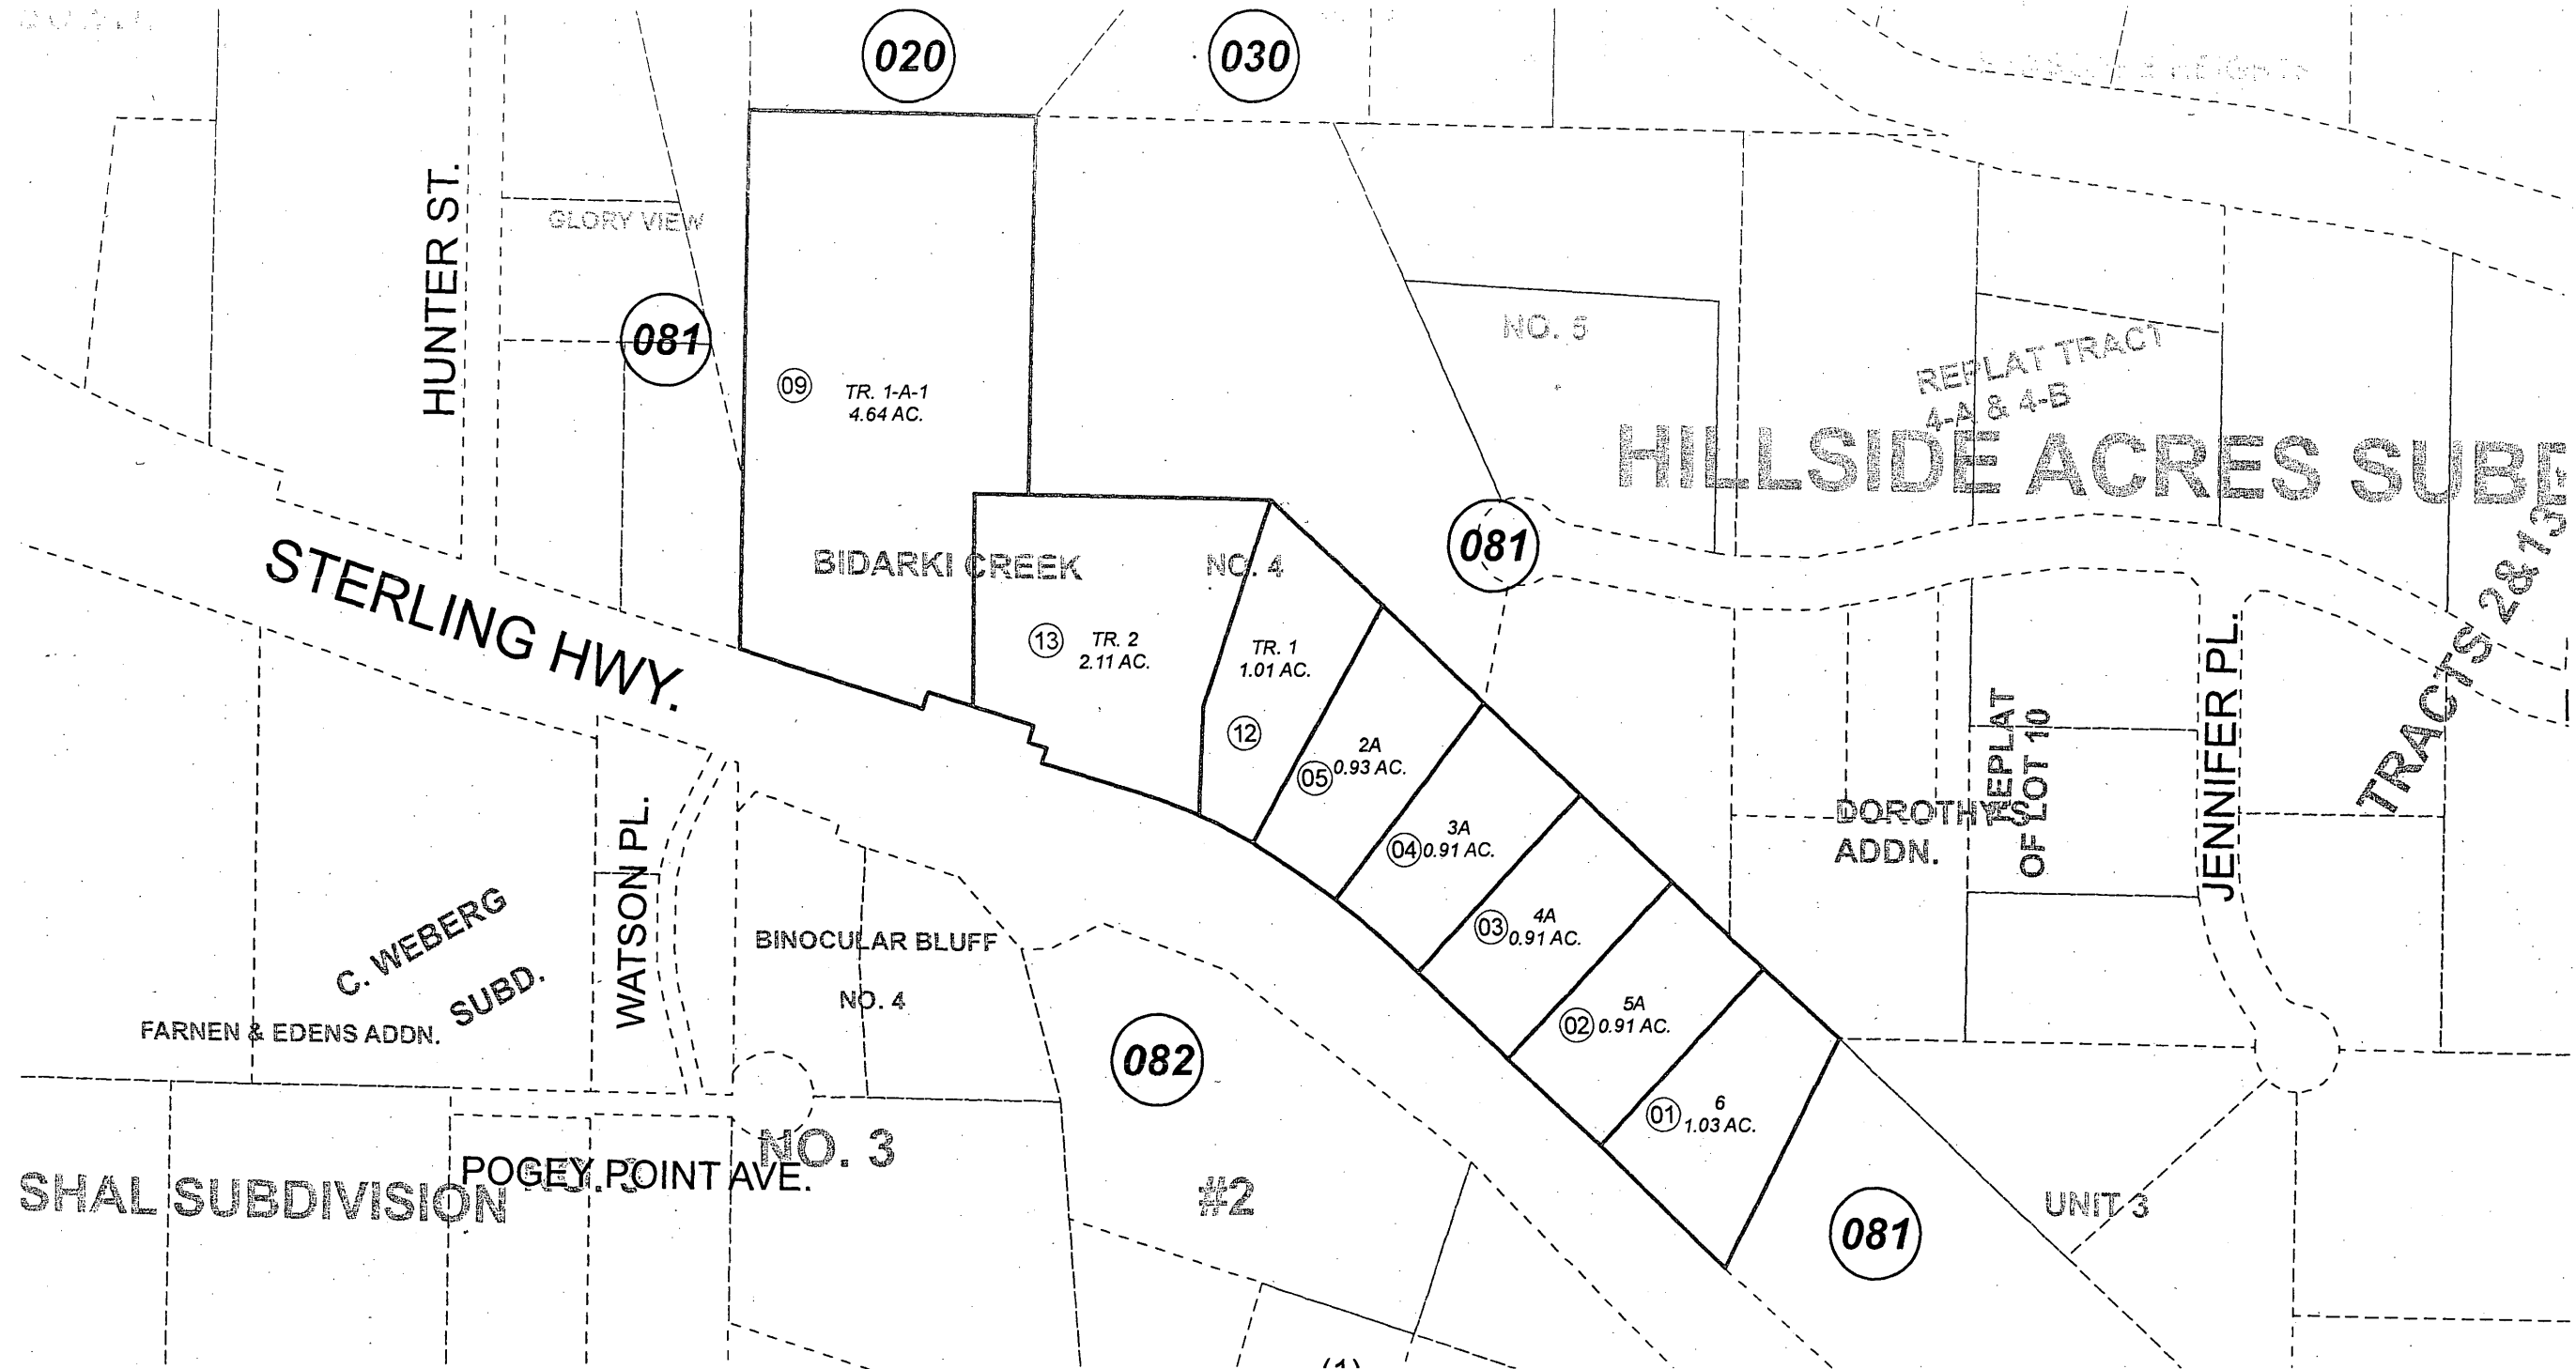 020
030
HUNTER ST.
GLORY VIEW
081
09
TR. 1-A-1
4.64 AC.
NO. 5
REPLAT TRACT
4-A & 4-B
HILLSIDE ACRES SUBD
TRACTS 2&13
STERLING HWY.
BIDARKI CREEK
NO. 4
081
13
TR. 2
2.11 AC.
TR. 1
1.01 AC.
12
2A
05
0.93 AC.
3A
04
0.91 AC.
4A
03
0.91 AC.
5A
02
0.91 AC.
6
01
1.03 AC.
DOROTHY'S
ADDN.
REPLAT
OF LOT 10
JENNIFER PL.
WATSON PL.
C. WEBERG
SUBD.
FARNEN & EDENS ADDN.
BINOCULAR BLUFF
NO. 4
082
NO. 3
POGEY POINT AVE.
SHAL SUBDIVISION
#2
081
UNIT 3
(1)